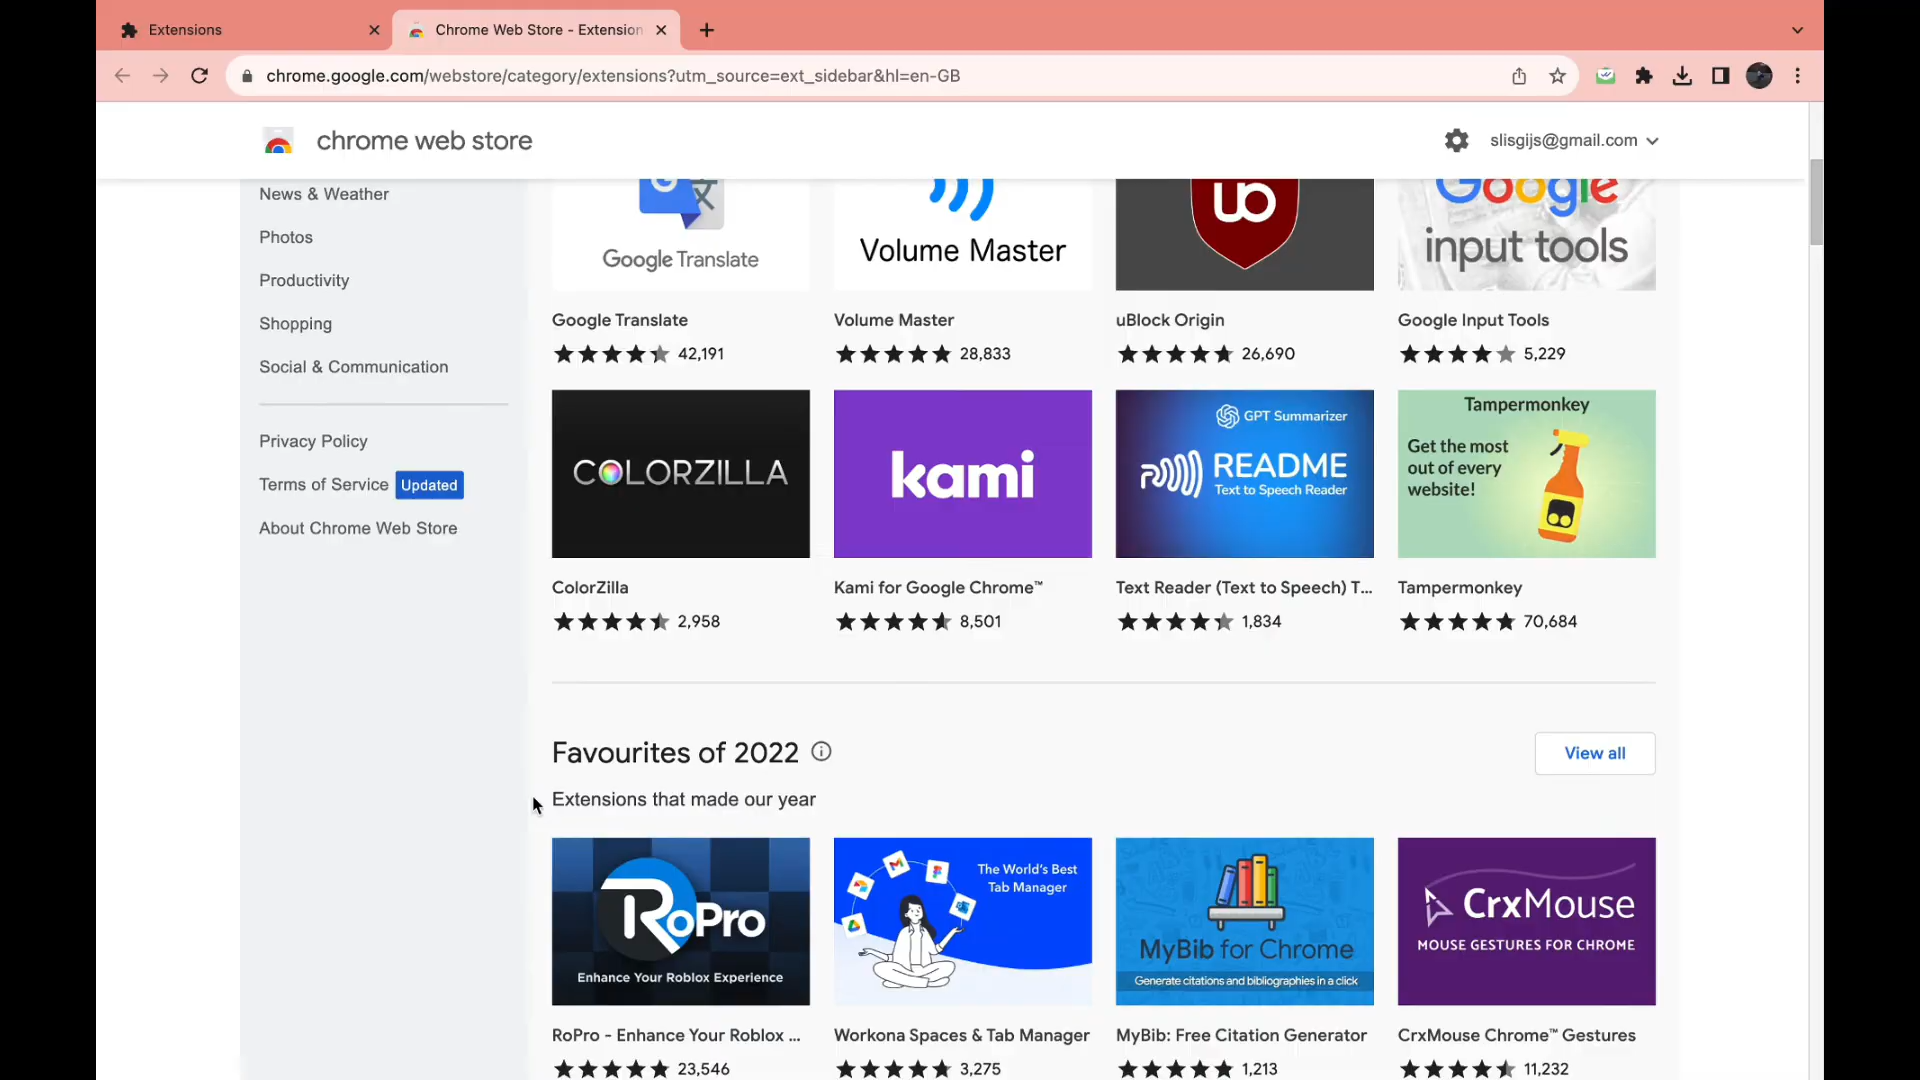 Extensions
Chrome Web Store - Extension
chrome.google.com/webstore/category/extensions?utm_source=ext_sidebar&hl=en-GB
chrome web store
slisgijs@gmail.com
News & Weather
Photos
Productivity
Shopping
Social & Communication
Privacy Policy
Terms of Service Updated
About Chrome Web Store
Google Translate
Volume Master
uo
Google
input tools
Google Translate
42,191
Volume Master
28,833
uBlock Origin
26,690
Google Input Tools
5,229
COLORZILLA
kami
GPT Summarizer
README
Text to Speech Reader
Tampermonkey
Get the most
out of every
website!
ColorZilla
2,958
Kami for Google Chrome™
8,501
Text Reader (Text to Speech) T...
1,834
Tampermonkey
70,684
Favourites of 2022
View all
Extensions that made our year
RoPro
Enhance Your Roblox Experience
The World's Best
Tab Manager
MyBib for Chrome
Generate citations and bibliographies in a click
CrxMouse
MOUSE GESTURES FOR CHROME
RoPro - Enhance Your Roblox ...
23,546
Workona Spaces & Tab Manager
3,275
MyBib: Free Citation Generator
1,213
CrxMouse Chrome™ Gestures
11,232